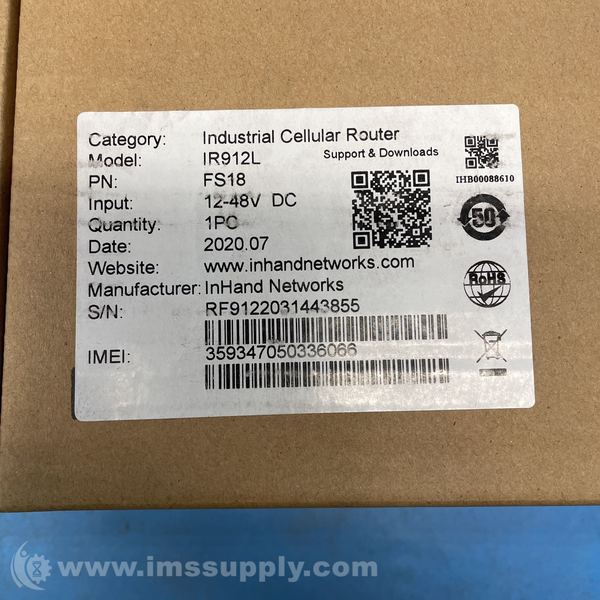 Category: Industrial Cellular Router
Model: IR912L
Support & Downloads
PN: FS18
IHB00088610
Input: 12-48V DC
50
Quantity: 1PC
Date: 2020.07
Website: www.inhandnetworks.com
RoHS
Manufacturer: InHand Networks
S/N: RF9122031443855
IMEI: 359347050336066
www.imssupply.com